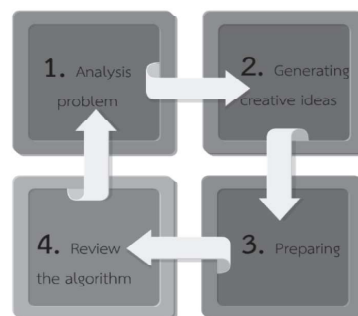 1. Analysis
problem
2. Generating
creative ideas
3. Preparing
4. Review
the algorithm